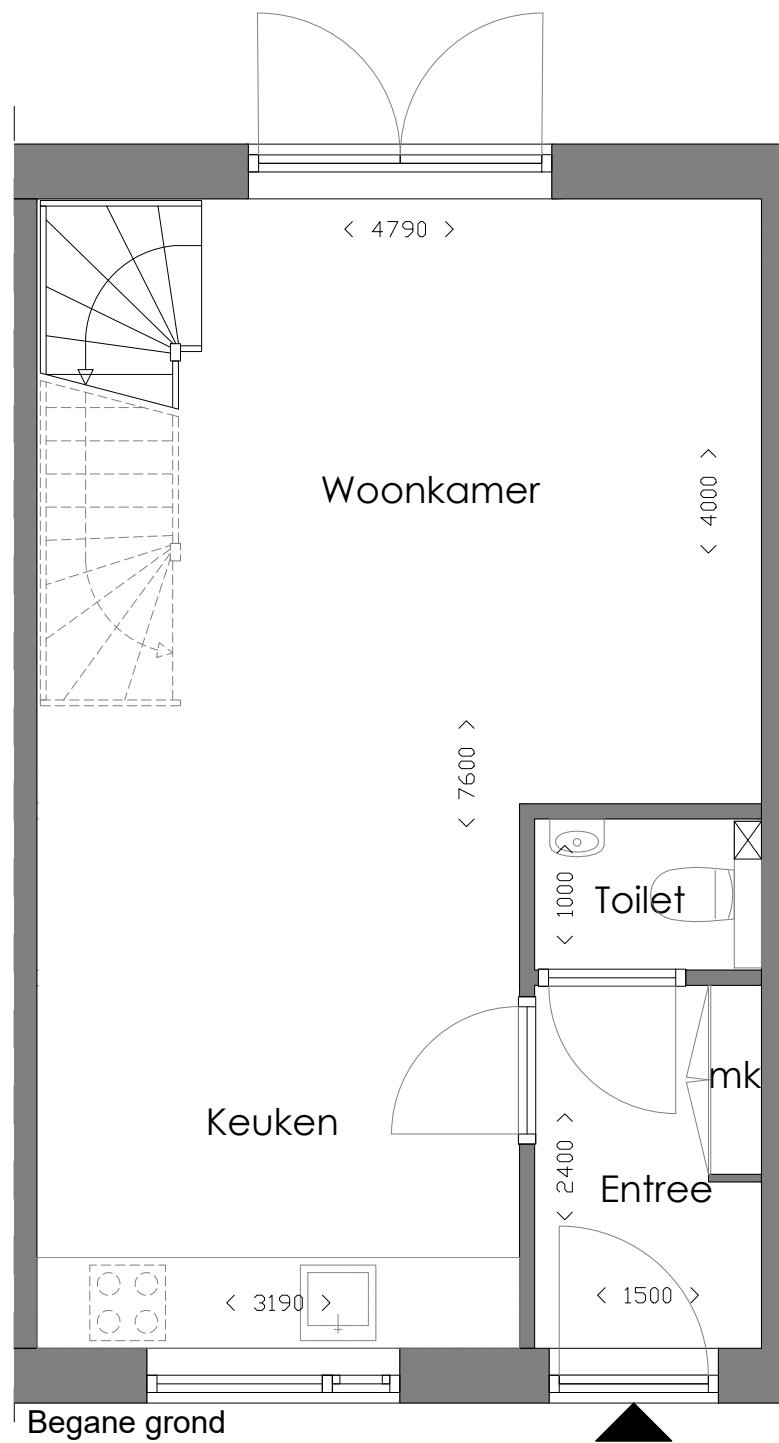 < 4790 >
Woonkamer
< 4000 >
< 7600 >
< 1000 >
Toilet
mk
Keuken
< 2400 >
Entree
< 3190 >
< 1500 >
Begane grond